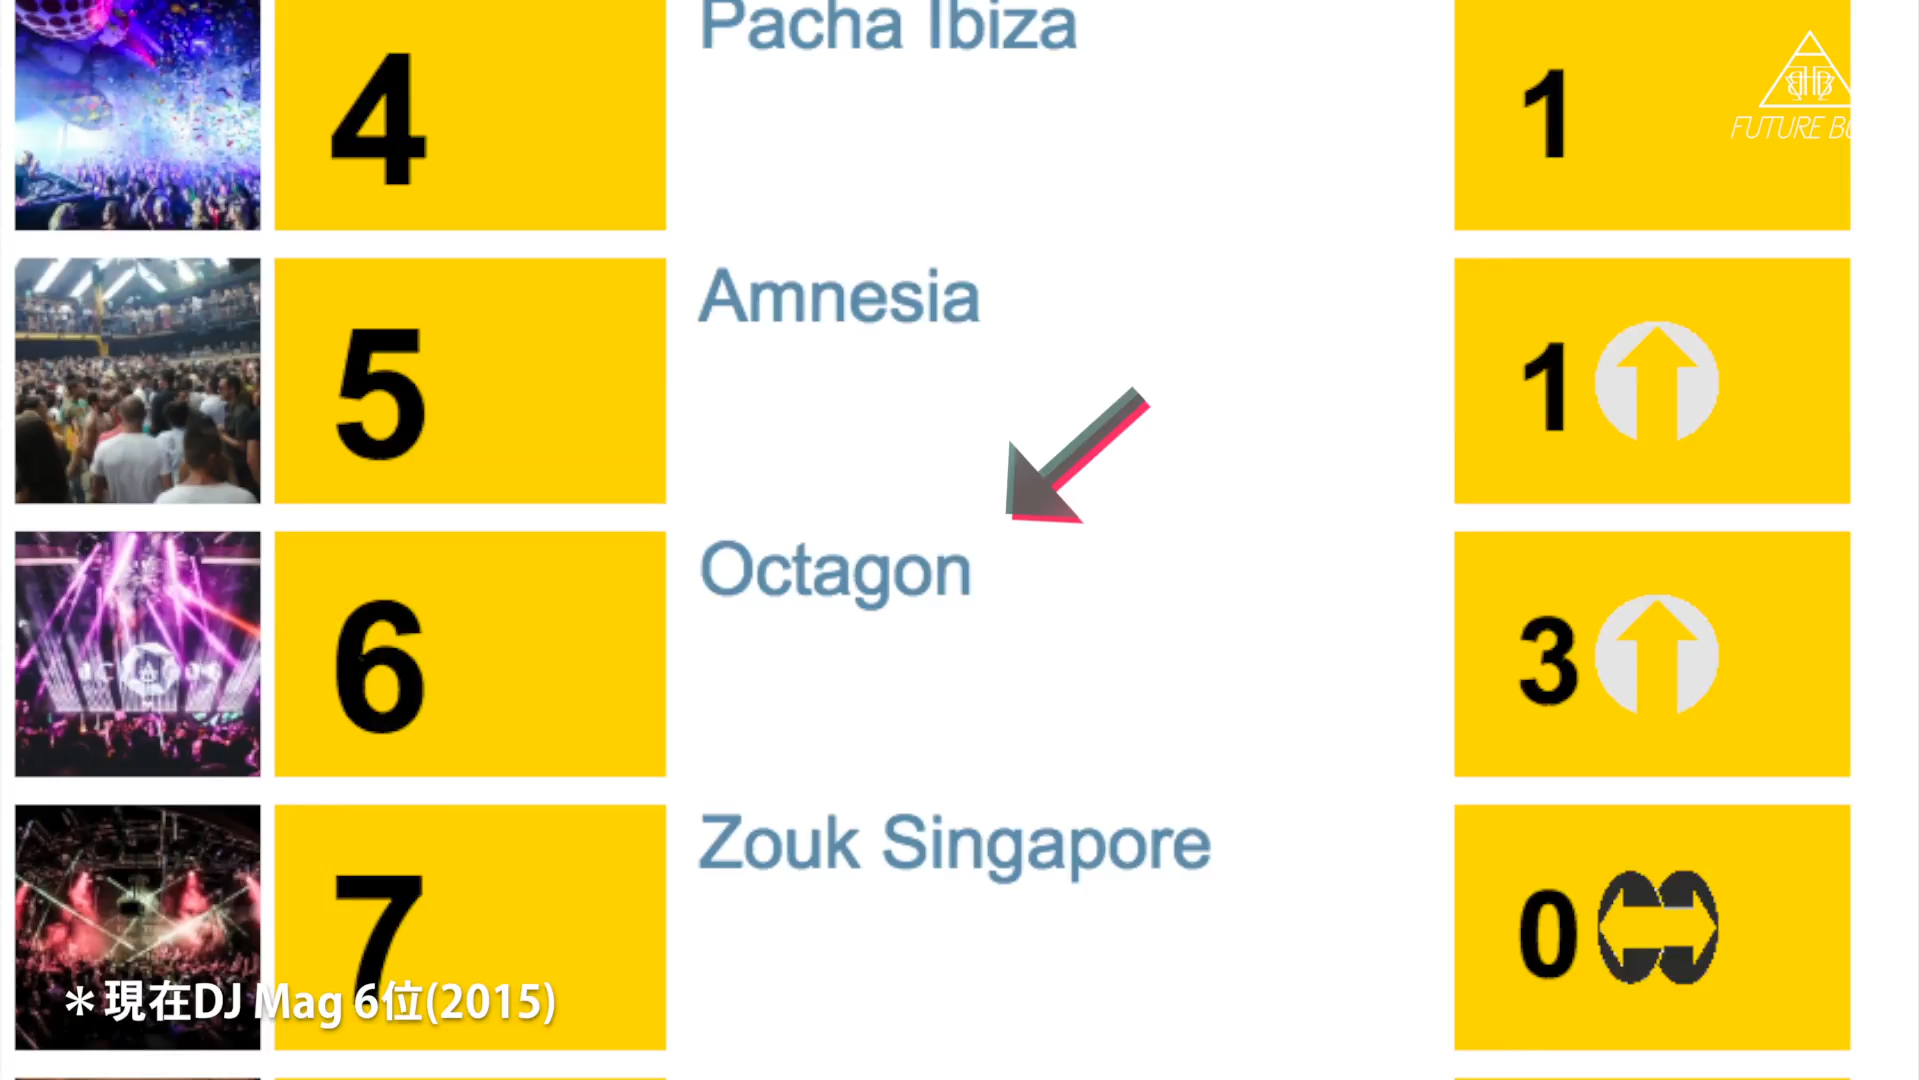 4
Pacha Ibiza
1
FUTURE BO
5
Amnesia
1
6
Octagon
3
7
Zouk Singapore
0
＊現在DJ Mag 6位(2015)